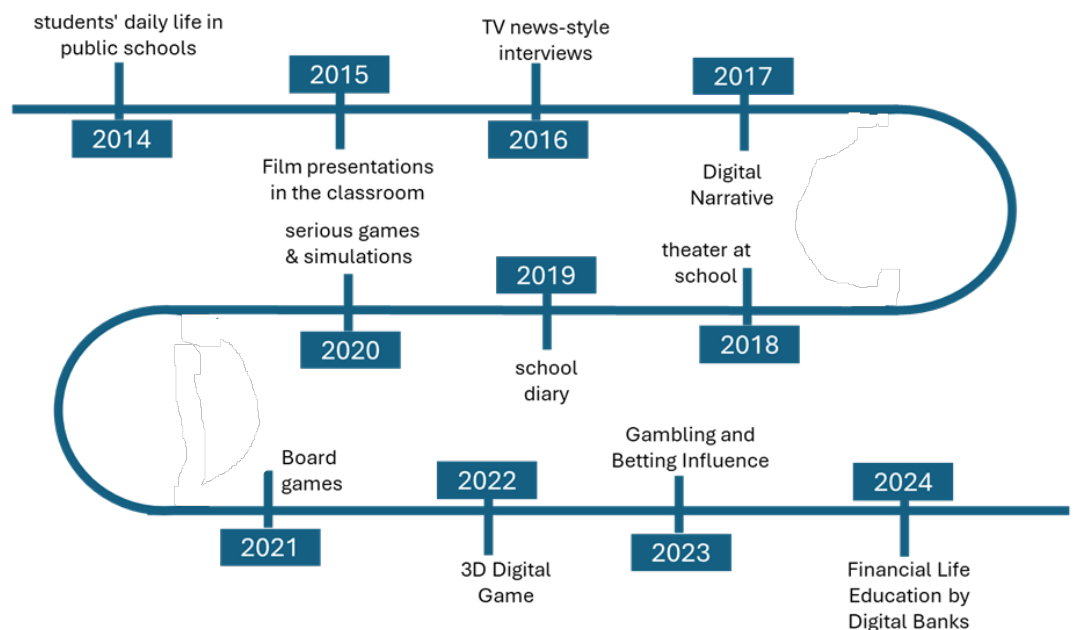 students' daily life in
public schools
2014
2015
Film presentations
in the classroom
TV news-style
interviews
2016
2017
Digital
Narrative
theater at
school
2018
2019
school
diary
serious games
& simulations
2020
Board
games
2021
2022
3D Digital
Game
Gambling and
Betting Influence
2023
2024
Financial Life
Education by
Digital Banks